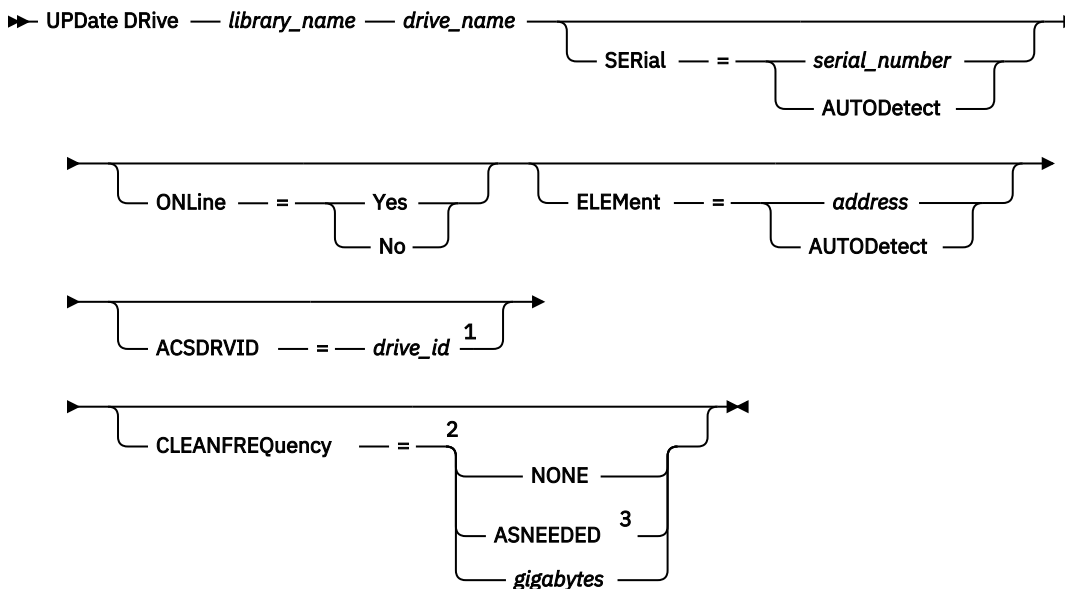 UPDate DRive library_name drive_name
SERial = serial_number
AUTODetect
ONLine = Yes
No
ELEMent = address
AUTODetect
ACSDRVID = drive_id 1
CLEANFREQuency = 2
NONE
ASNEEDED 3
gigabytes